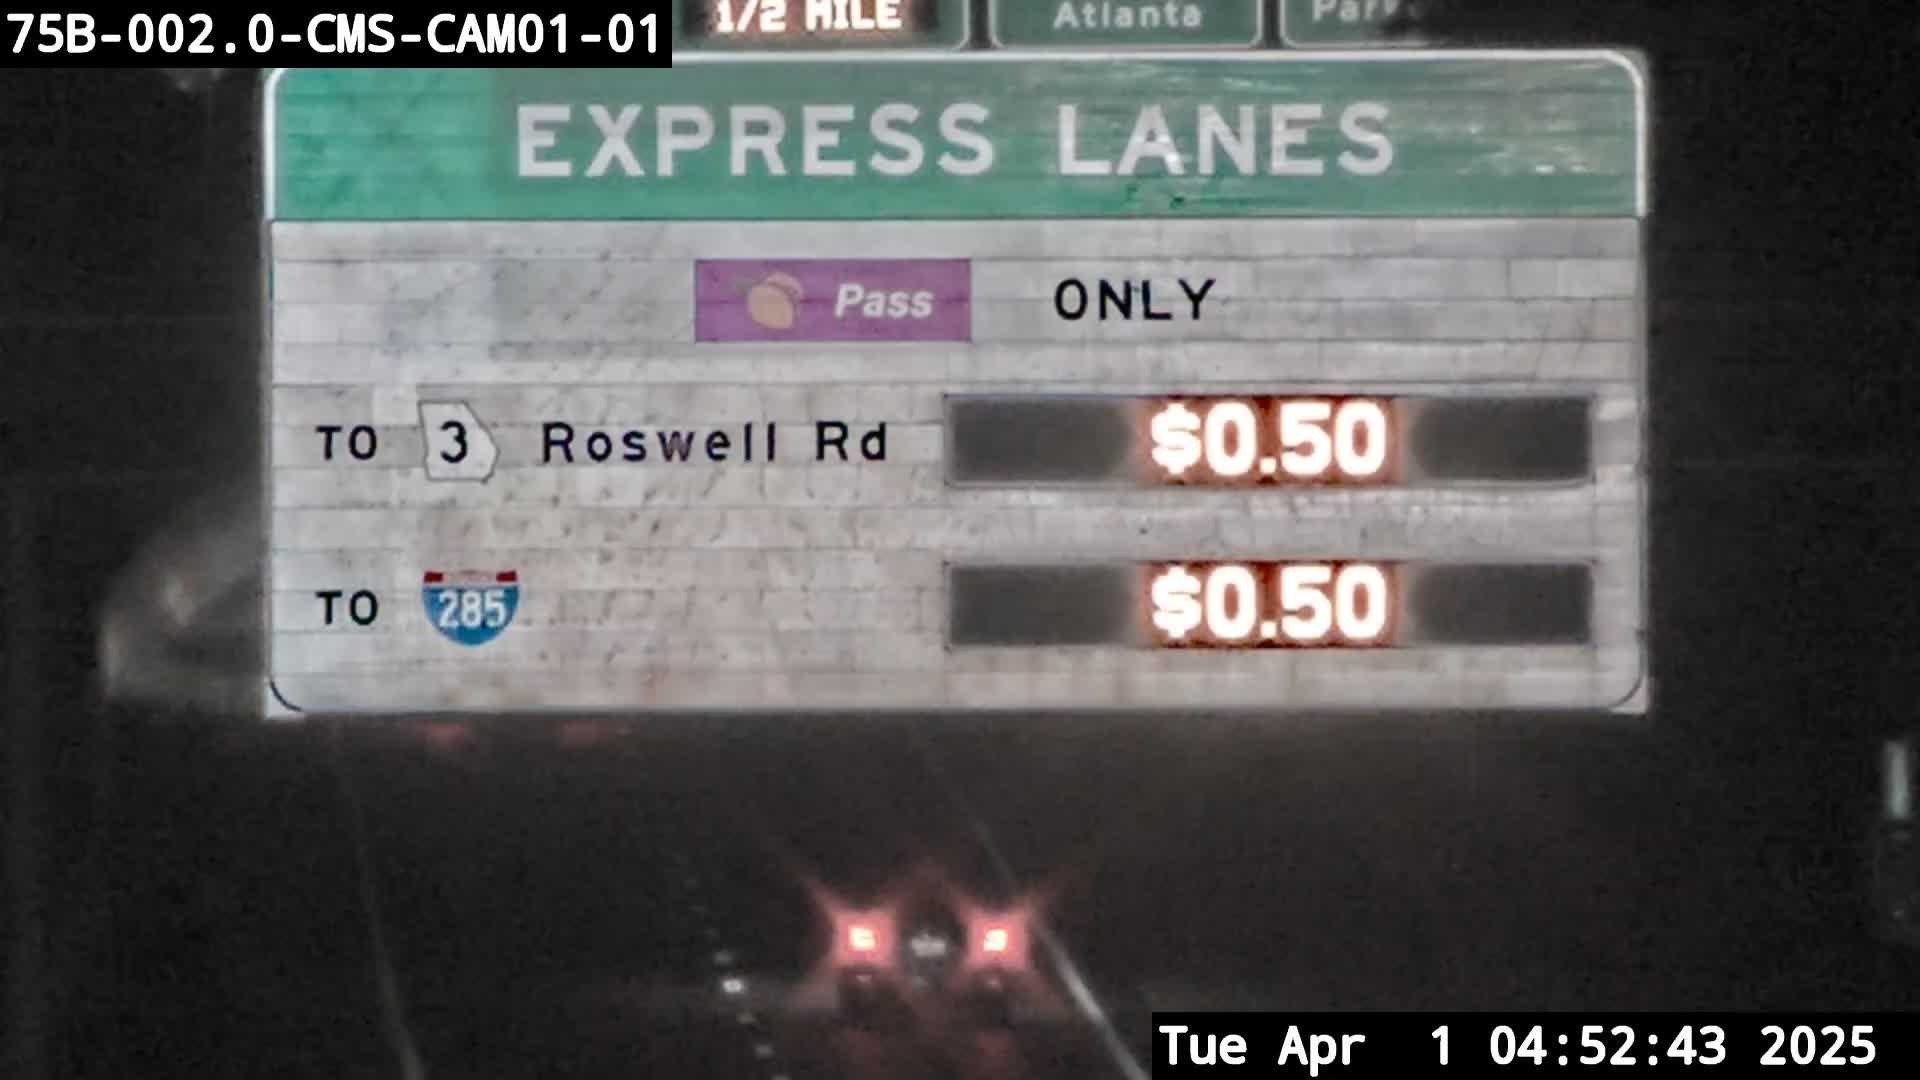 75B-002.0-CMS-CAM01-01
1/2 MILE
Atlanta
EXPRESS LANES
Pass ONLY
TO 3 Roswell Rd $0.50
TO 285 $0.50
Tue Apr 1 04:52:43 2025